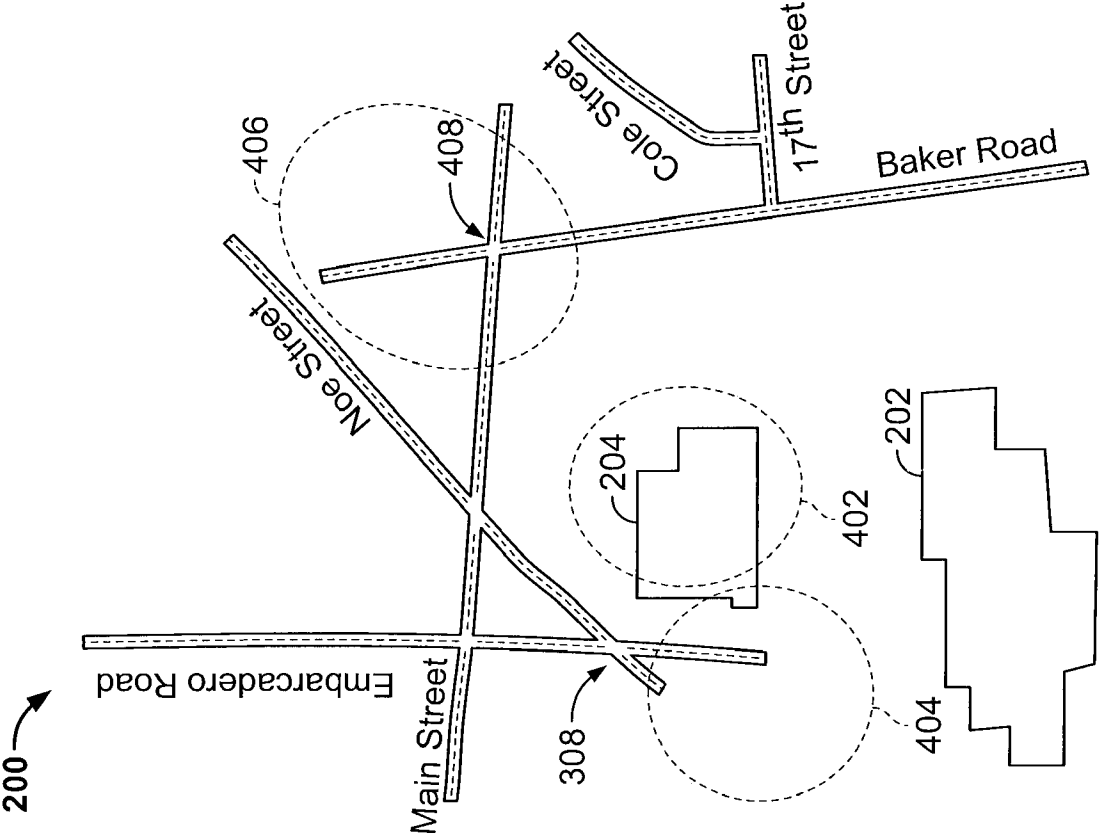 200
Embarcadero Road
Main Street
Noe Street
Cole Street
17th Street
Baker Road
406
408
308
204
402
404
202